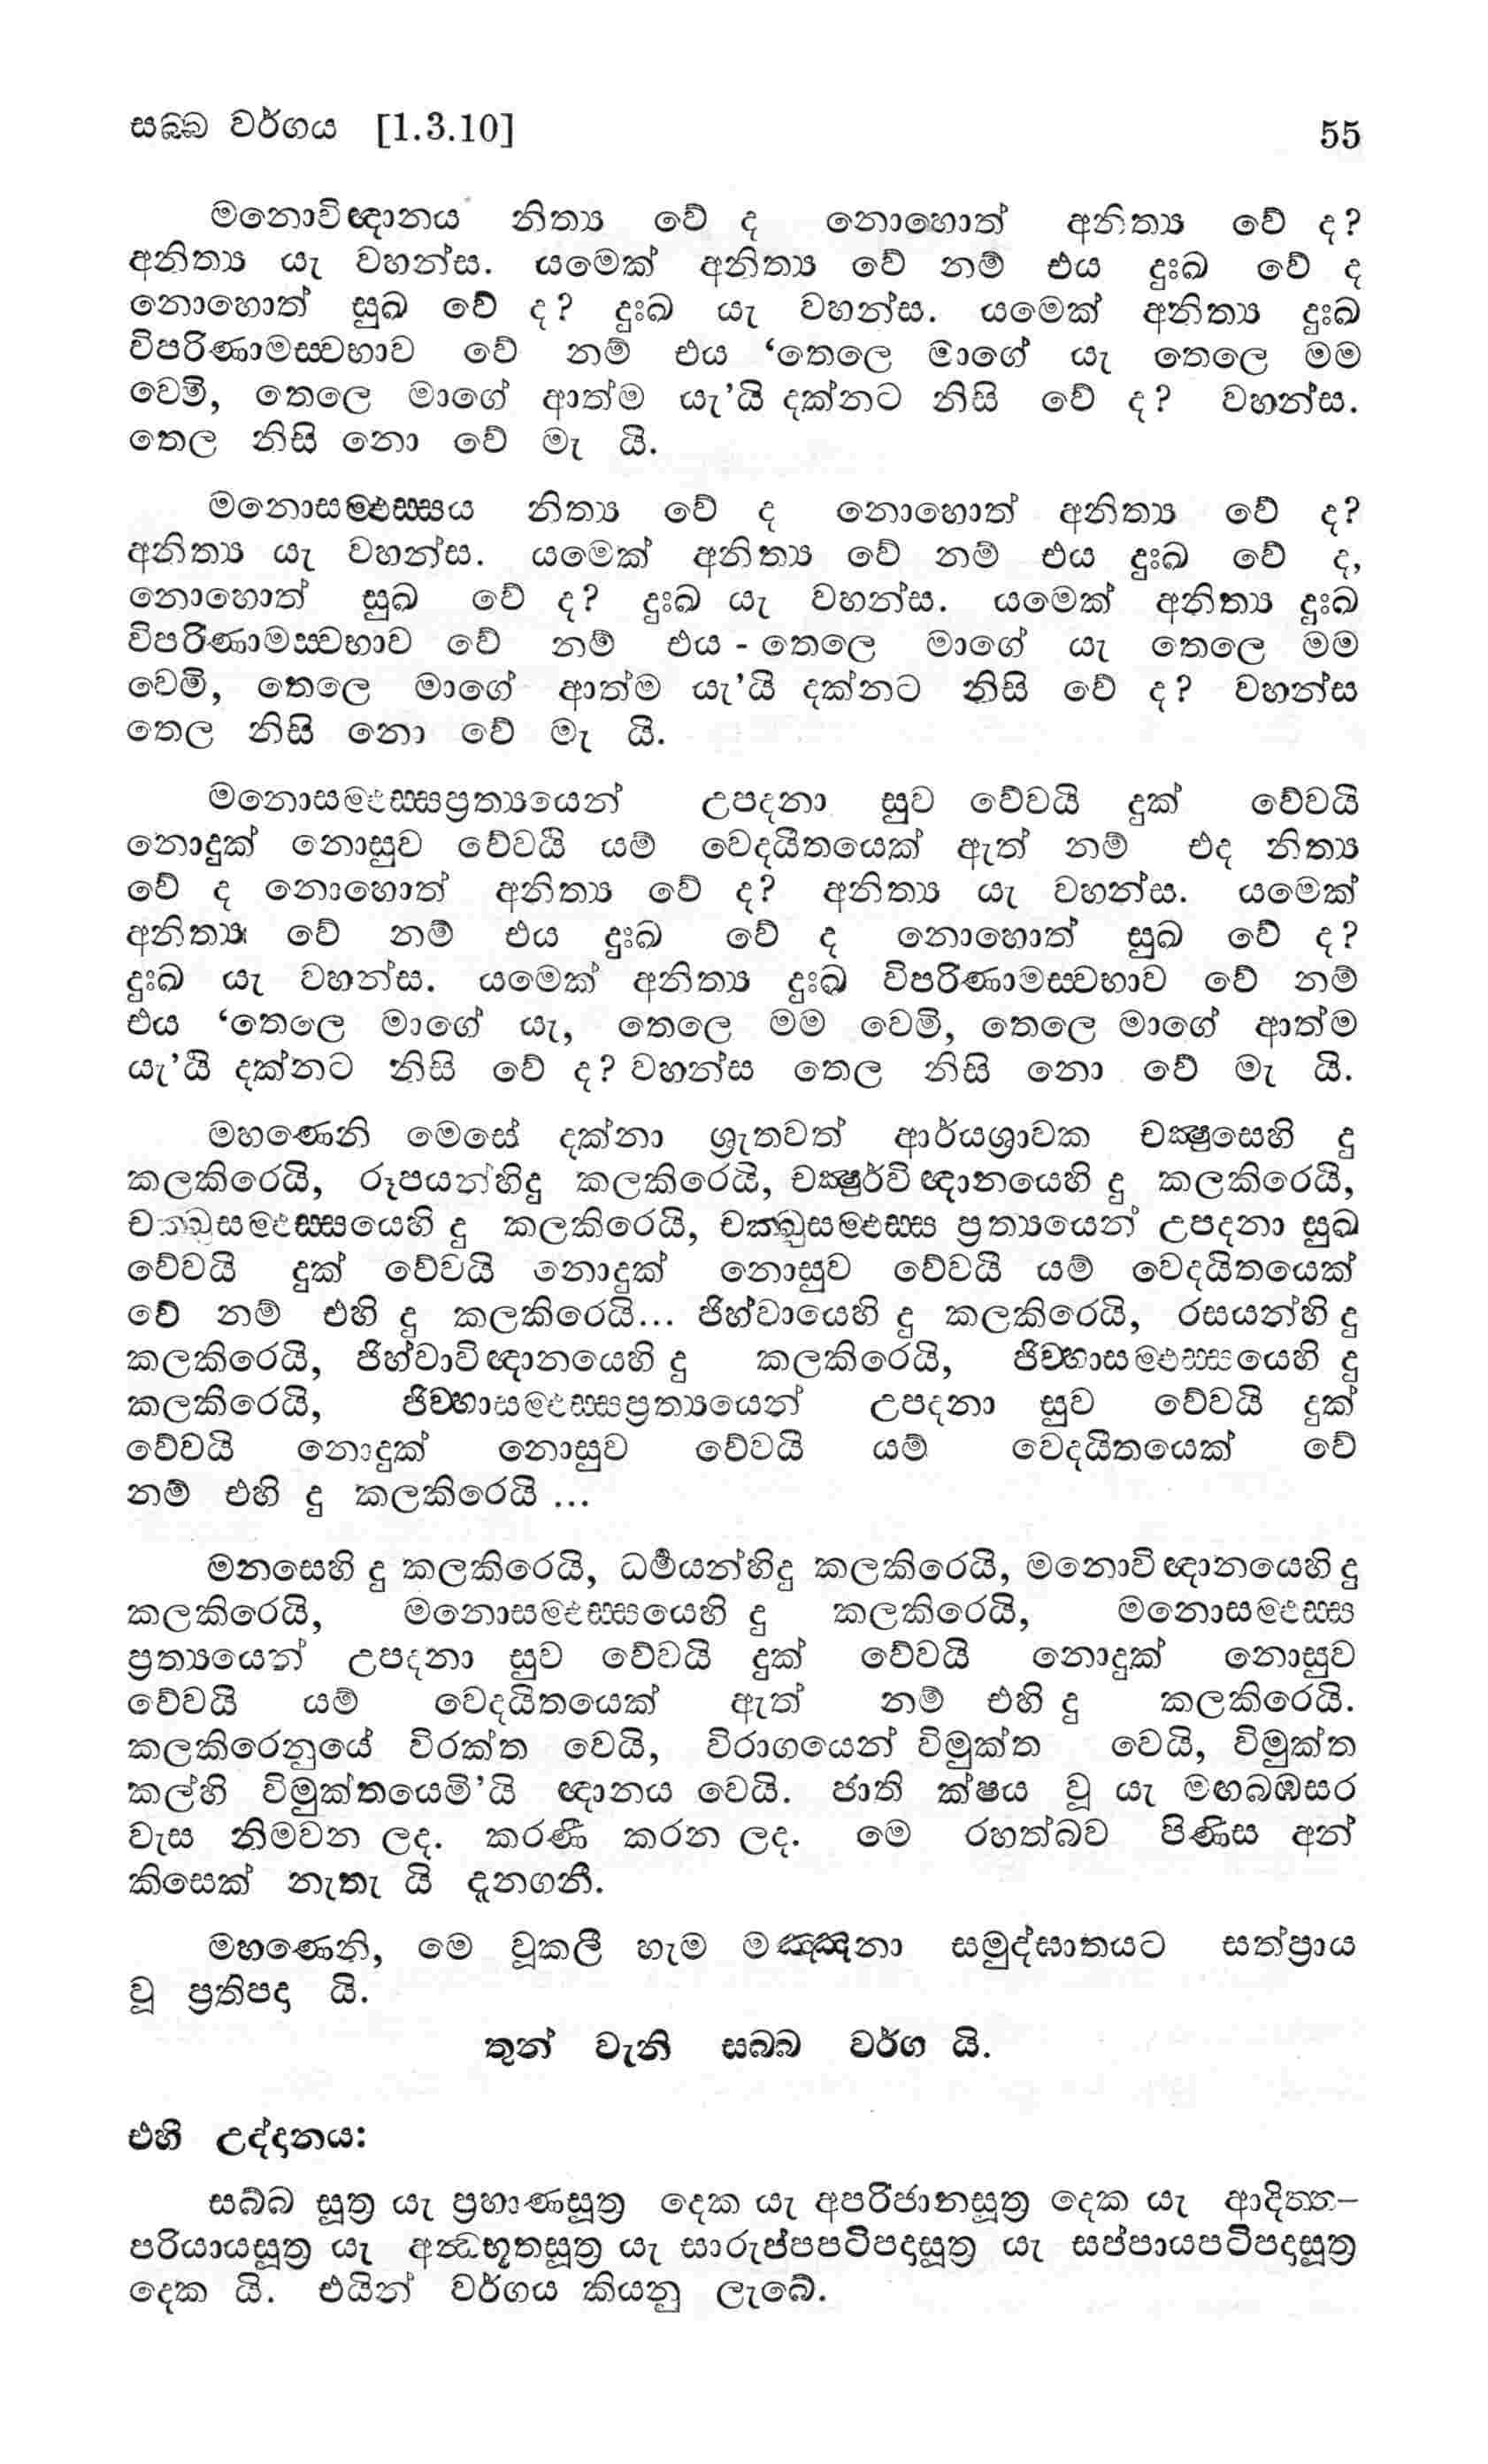 සබ්බ වර්ගය [1.3.10] 55
මනොවිඥානය නිත්‍ය වේ ද නොහොත් අනිත්‍ය වේ ද?
අනිත්‍ය යැ වහන්ස. යමෙක් අනිත්‍ය වේ නම් එය දුඃඛ වේ ද
නොහොත් සුඛ වේ ද? දුඃඛ යැ වහන්ස. යමෙක් අනිත්‍ය දුඃඛ
විපරිණාමස්වභාව වේ නම් එය ‘තෙලෙ මාගේ යැ තෙලෙ මම
වෙමි, තෙලෙ මාගේ ආත්ම යැ’යි දක්නට නිසි වේ ද? වහන්ස.
තෙල නිසි නො වේ මැ යි.
මනොසම්ඵස්සය නිත්‍ය වේ ද නොහොත් අනිත්‍ය වේ ද?
අනිත්‍ය යැ වහන්ස. යමෙක් අනිත්‍ය වේ නම් එය දුඃඛ වේ ද,
නොහොත් සුඛ වේ ද? දුඃඛ යැ වහන්ස. යමෙක් අනිත්‍ය දුඃඛ
විපරිණාමස්වභාව වේ නම් එය - තෙලෙ මාගේ යැ තෙලෙ මම
වෙමි, තෙලෙ මාගේ ආත්ම යැ’යි දක්නට නිසි වේ ද? වහන්ස
තෙල නිසි නො වේ මැ යි.
මනොසම්ඵස්සප්‍රත්‍යයෙන් උපදනා සුව වේවයි දුක් වේවයි
නොදුක් නොසුව වේවයි යම් වෙදයිතයෙක් ඇත් නම් එද නිත්‍ය
වේ ද නොහොත් අනිත්‍ය වේ ද? අනිත්‍ය යැ වහන්ස. යමෙක්
අනිත්‍ය වේ නම් එය දුඃඛ වේ ද නොහොත් සුඛ වේ ද?
දුඃඛ යැ වහන්ස. යමෙක් අනිත්‍ය දුඃඛ විපරිණාමස්වභාව වේ නම්
එය ‘තෙලෙ මාගේ යැ, තෙලෙ මම වෙමි, තෙලෙ මාගේ ආත්ම
යැ’යි දක්නට නිසි වේ ද? වහන්ස තෙල නිසි නො වේ මැ යි.
මහණෙනි මෙසේ දක්නා ශ්‍රුතවත් ආර්යශ්‍රාවක චක්‍ෂුසෙහි දු
කලකිරෙයි, රූපයන්හිදු කලකිරෙයි, චක්‍ෂුර්විඥානයෙහි දු කලකිරෙයි,
චක්ඛුසම්ඵස්සයෙහි දු කලකිරෙයි, චක්ඛුසම්ඵස්ස ප්‍රත්‍යයෙන් උපදනා සුඛ
වේවයි දුක් වේවයි නොදුක් නොසුව වේවයි යම් වෙදයිතයෙක්
වේ නම් එහි දු කලකිරෙයි... ජිහ්වායෙහි දු කලකිරෙයි, රසයන්හි දු
කලකිරෙයි, ජිහ්වාවිඥානයෙහි දු කලකිරෙයි, ජිව්හාසම්ඵස්සයෙහි දු
කලකිරෙයි, ජිව්හාසම්ඵස්සප්‍රත්‍යයෙන් උපදනා සුව වේවයි දුක්
වේවයි නොදුක් නොසුව වේවයි යම් වෙදයිතයෙක් වේ
නම් එහි දු කලකිරෙයි ...
මනසෙහි දු කලකිරෙයි, ධර්‍මයන්හිදු කලකිරෙයි, මනොවිඥානයෙහි දු
කලකිරෙයි, මනොසම්ඵස්සයෙහි දු කලකිරෙයි, මනොසම්ඵස්ස
ප්‍රත්‍යයෙන් උපදනා සුව වේවයි දුක් වේවයි නොදුක් නොසුව
වේවයි යම් වෙදයිතයෙක් ඇත් නම් එහි දු කලකිරෙයි.
කලකිරෙනුයේ විරක්ත වෙයි, විරාගයෙන් විමුක්ත වෙයි, විමුක්ත
කල්හි විමුක්තයෙමි’යි ඥානය වෙයි. ජාති ක්ෂය වූ යැ මඟබඹසර
වැස නිමවන ලද. කරණී කරන ලද. මෙ රහත්බව පිණිස අන්
කිසෙක් නැතැ යි දැනගනී.
මහණෙනි, මෙ වූකලී හැම මඤ්ඤනා සමුද්ඝාතයට සත්ප්‍රාය
වූ ප්‍රතිපදා යි.
තුන් වැනි සබ්බ වර්ග යි.
එහි උද්දානය:
සබ්බ සූත්‍ර යැ ප්‍රහාණසූත්‍ර දෙක යැ අපරිජානසූත්‍ර දෙක යැ ආදිත්ත–
පරියායසූත්‍ර යැ අන්‍ධභූතසූත්‍ර යැ සාරුප්පපටිපදාසූත්‍ර යැ සප්පායපටිපදාසූත්‍ර
දෙක යි. එයින් වර්ගය කියනු ලැබේ.